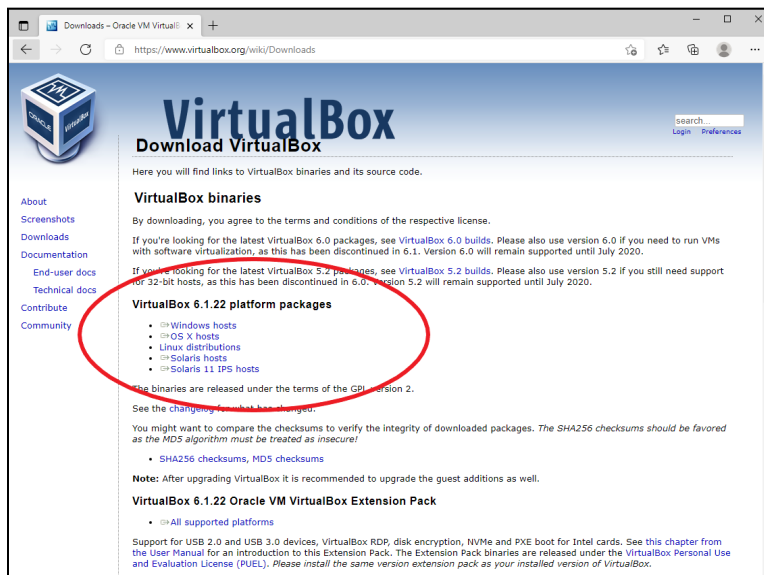 Downloads – Oracle VM VirtualB
https://www.virtualbox.org/wiki/Downloads
VirtualBox
search...
Login Preferences
ORACLE
VirtualBox
Download VirtualBox
Here you will find links to VirtualBox binaries and its source code.
About
Screenshots
Downloads
Documentation
End-user docs
Technical docs
Contribute
Community
VirtualBox binaries
By downloading, you agree to the terms and conditions of the respective license.
If you're looking for the latest VirtualBox 6.0 packages, see VirtualBox 6.0 builds. Please also use version 6.0 if you need to run VMs
with software virtualization, as this has been discontinued in 6.1. Version 6.0 will remain supported until July 2020.
If you're looking for the latest VirtualBox 5.2 packages, see VirtualBox 5.2 builds. Please also use version 5.2 if you still need support
for 32-bit hosts, as this has been discontinued in 6.0. Version 5.2 will remain supported until July 2020.
VirtualBox 6.1.22 platform packages
Windows hosts
OS X hosts
Linux distributions
Solaris hosts
Solaris 11 IPS hosts
The binaries are released under the terms of the GPL version 2.
See the changelog for what has changed.
You might want to compare the checksums to verify the integrity of downloaded packages. The SHA256 checksums should be favored
as the MD5 algorithm must be treated as insecure!
SHA256 checksums, MD5 checksums
Note: After upgrading VirtualBox it is recommended to upgrade the guest additions as well.
VirtualBox 6.1.22 Oracle VM VirtualBox Extension Pack
All supported platforms
Support for USB 2.0 and USB 3.0 devices, VirtualBox RDP, disk encryption, NVMe and PXE boot for Intel cards. See this chapter from
the User Manual for an introduction to this Extension Pack. The Extension Pack binaries are released under the VirtualBox Personal Use
and Evaluation License (PUEL). Please install the same version extension pack as your installed version of VirtualBox.